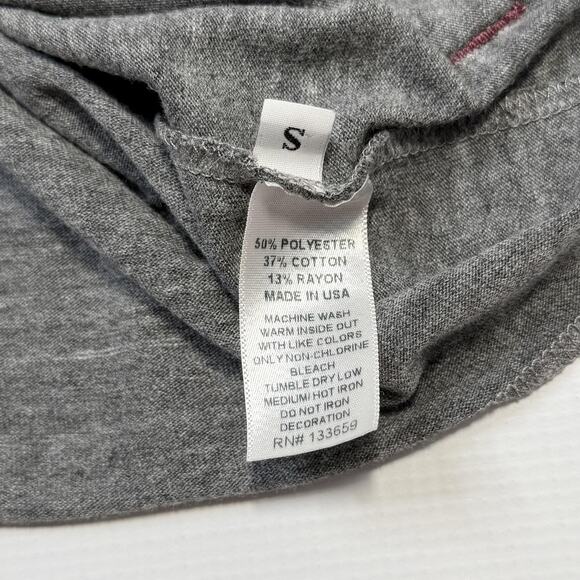 S
50% POLYESTER
37% COTTON
13% RAYON
MADE IN USA
MACHINE WASH
WARM INSIDE OUT
WITH LIKE COLORS
ONLY NON-CHLORINE
BLEACH
TUMBLE DRY LOW
MEDIUM/HOT IRON
DO NOT IRON
DECORATION
RN# 133659